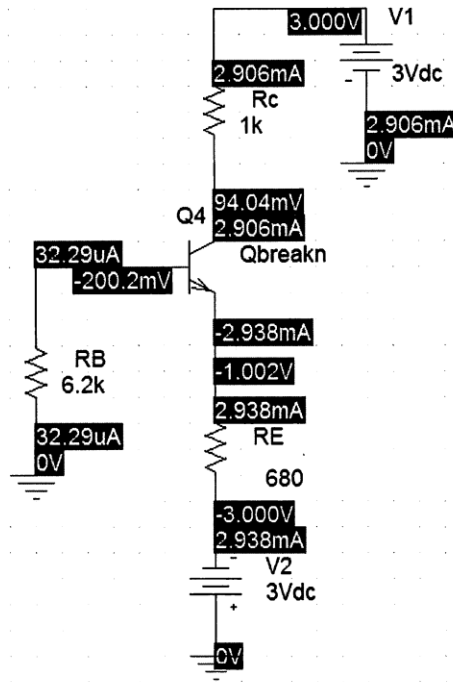 3.000V
V1
-
3Vdc
2.906mA
Rc
1k
2.906mA
0V
94.04mV
Q4
2.906mA
Qbreakn
32.29uA
-200.2mV
-2.938mA
RB
6.2k
-1.002V
2.938mA
RE
32.29uA
0V
680
-3.000V
2.938mA
-
V2
3Vdc
+
0V